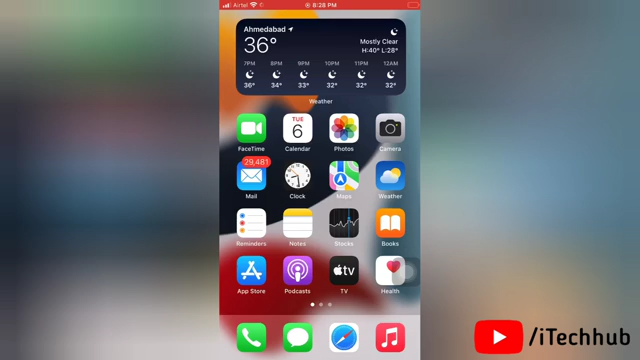 Airtel 8:28 PM
Ahmedabad
36°
Mostly Clear
H:40° L:28°
7PM 8PM 9PM 10PM 11PM 12AM
36° 34° 33° 32° 32° 32°
Weather
TUE
6
FaceTime Calendar Photos Camera
29,481
Mail Clock Maps Weather
Reminders Notes Stocks Books
tv
App Store Podcasts TV Health
/iTechhub